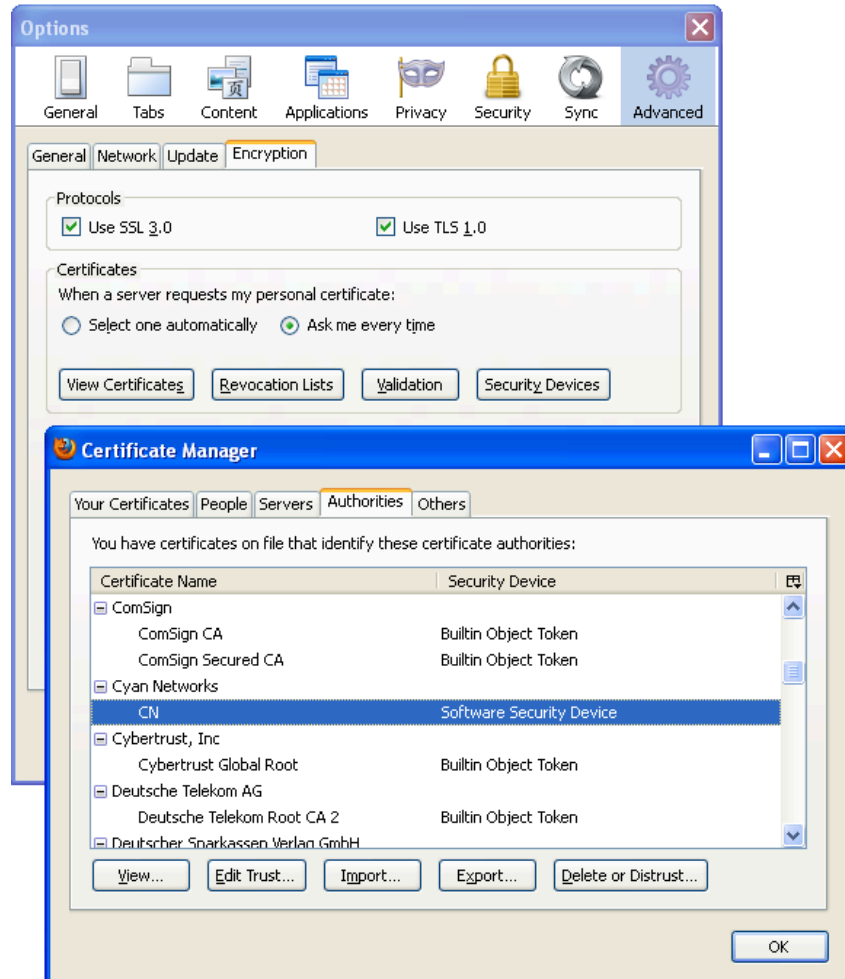 Options
General Tabs Content Applications Privacy Security Sync Advanced
General Network Update Encryption
Protocols
Use SSL 3.0 Use TLS 1.0
Certificates
When a server requests my personal certificate:
Select one automatically Ask me every time
View Certificates Revocation Lists Validation Security Devices
Certificate Manager
Your Certificates People Servers Authorities Others
You have certificates on file that identify these certificate authorities:
Certificate Name Security Device
ComSign
ComSign CA Builtin Object Token
ComSign Secured CA Builtin Object Token
Cyan Networks
CN Software Security Device
Cybertrust, Inc
Cybertrust Global Root Builtin Object Token
Deutsche Telekom AG
Deutsche Telekom Root CA 2 Builtin Object Token
Deutscher Sparkassen Verlag GmbH
View... Edit Trust... Import... Export... Delete or Distrust...
OK